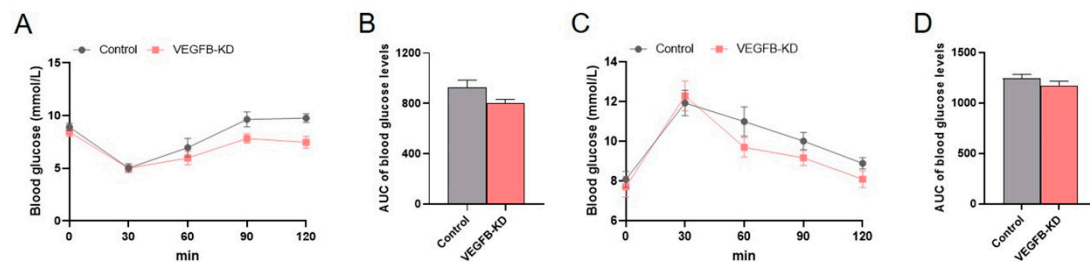 A
Control
VEGFB-KD
Blood glucose (mmol/L)
15
10
5
0
0
30
60
90
120
min
B
AUC of blood glucose levels
1200
800
400
0
Control
VEGFB-KD
C
Control
VEGFB-KD
Blood glucose (mmol/L)
14
12
10
8
6
0
30
60
90
120
min
D
AUC of blood glucose levels
1500
1000
500
0
Control
VEGFB-KD